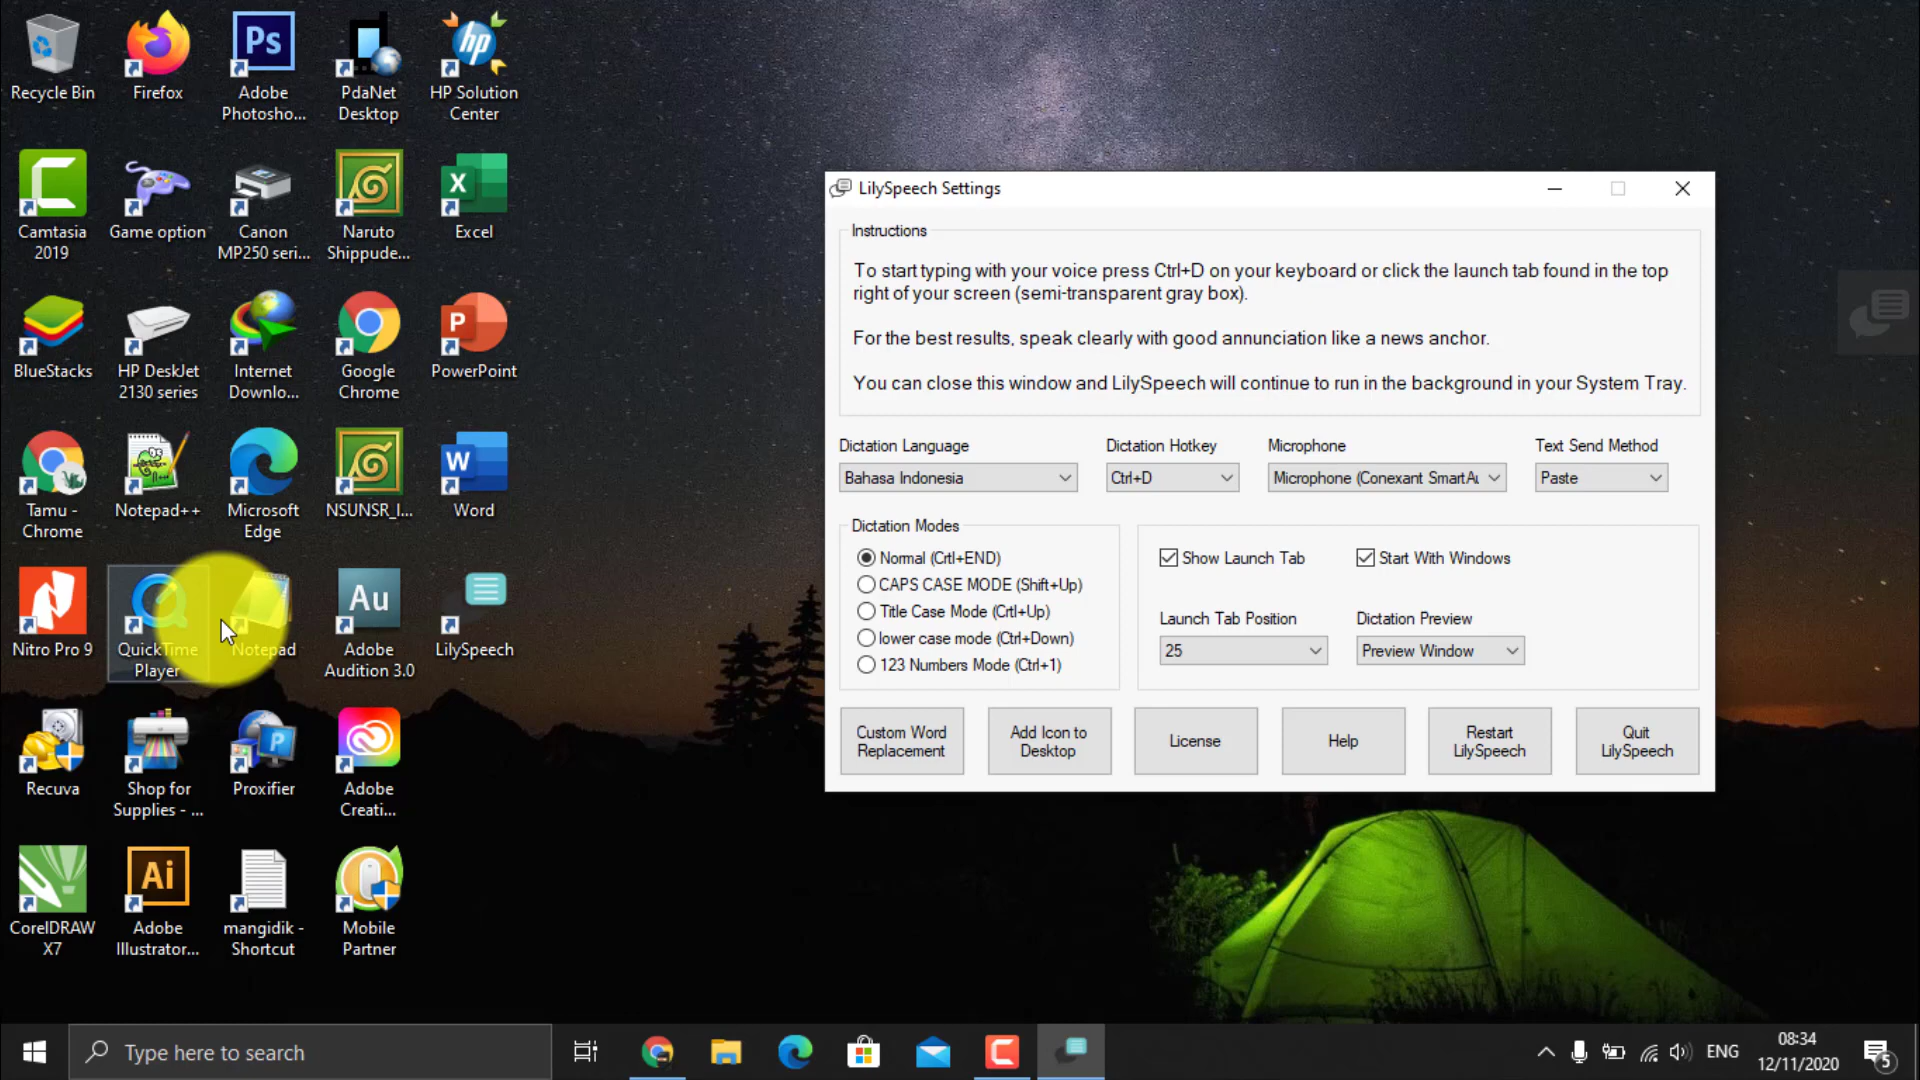 Recycle Bin
Firefox
Adobe
Photosho...
PdaNet
Desktop
HP Solution
Center
Camtasia
2019
Game option
Canon
MP250 seri...
Naruto
Shippude...
Excel
BlueStacks
HP DeskJet
2130 series
Internet
Downlo...
Google
Chrome
PowerPoint
Tamu -
Chrome
Notepad++
Microsoft
Edge
NSUNSR_I...
Word
Nitro Pro 9
QuickTime
Player
Notepad
Adobe
Audition 3.0
LilySpeech
Recuva
Shop for
Supplies - ...
Proxifier
Adobe
Creati...
CorelDRAW
X7
Adobe
Illustrator...
mangidik -
Shortcut
Mobile
Partner
Ps
hp
X
P
W
Au
Ai
LilySpeech Settings
Instructions
To start typing with your voice press Ctrl+D on your keyboard or click the launch tab found in the top
right of your screen (semi-transparent gray box).
For the best results, speak clearly with good annunciation like a news anchor.
You can close this window and LilySpeech will continue to run in the background in your System Tray.
Dictation Language
Bahasa Indonesia
Dictation Hotkey
Ctrl+D
Microphone
Microphone (Conexant SmartAu
Text Send Method
Paste
Dictation Modes
Normal (Crtl+END)
CAPS CASE MODE (Shift+Up)
Title Case Mode (Crtl+Up)
lower case mode (Ctrl+Down)
123 Numbers Mode (Ctrl+1)
Show Launch Tab
Start With Windows
Launch Tab Position
25
Dictation Preview
Preview Window
Custom Word
Replacement
Add Icon to
Desktop
License
Help
Restart
LilySpeech
Quit
LilySpeech
Type here to search
ENG
08:34
12/11/2020
5